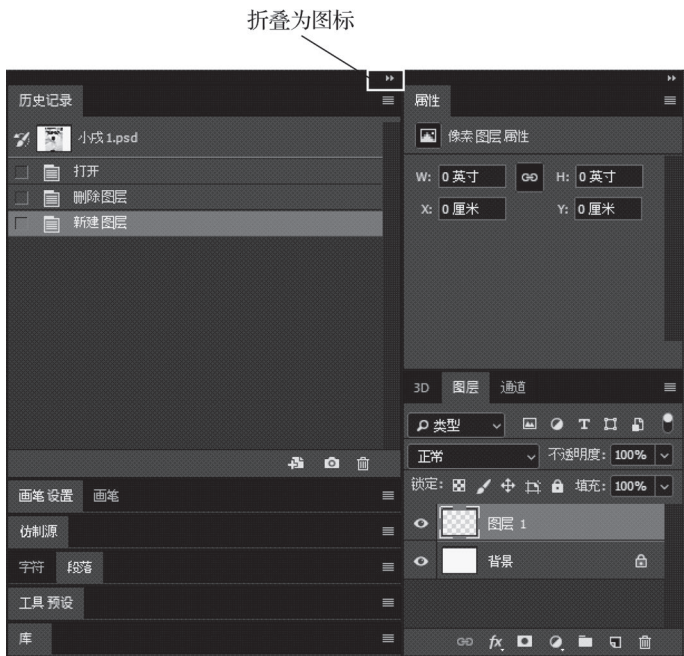 折叠为图标
历史记录
小戌 1.psd
打开
删除图层
新建图层
画笔设置 画笔
仿制源
字符 段落
工具预设
库
属性
像素图层属性
W: 0 英寸 H: 0 英寸
X: 0 厘米 Y: 0 厘米
3D 图层 通道
类型
正常 不透明度: 100%
锁定: 填充: 100%
图层 1
背景
fx